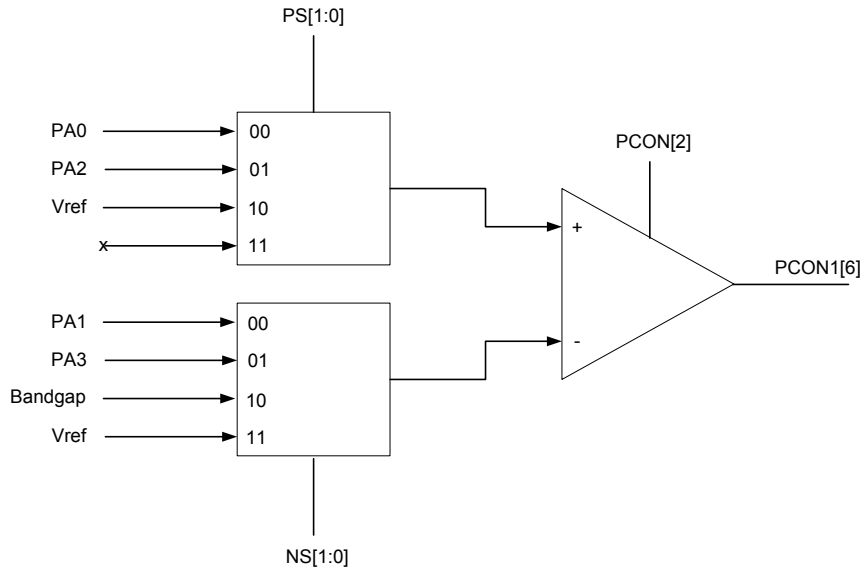 PS[1:0]
PA0
00
PA2
01
PCON[2]
Vref
10
+
x
11
PCON1[6]
PA1
00
-
PA3
01
Bandgap
10
Vref
11
NS[1:0]